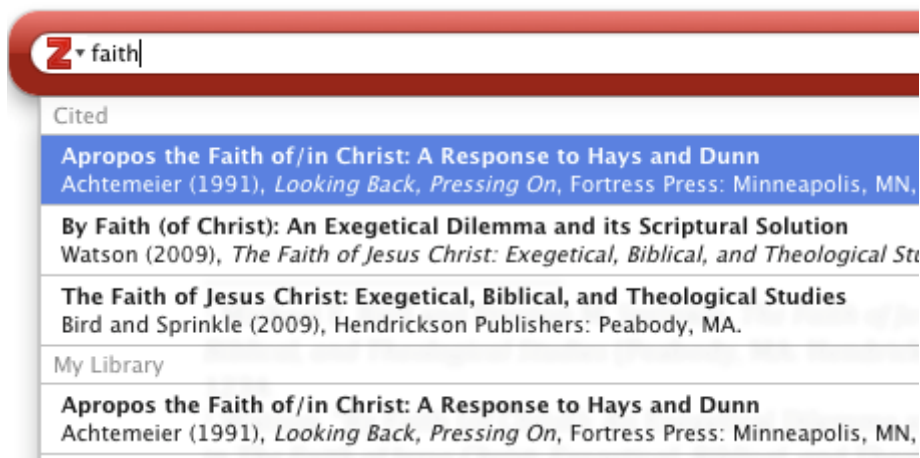 Z faith
Cited
Apropos the Faith of/in Christ: A Response to Hays and Dunn
Achtemeier (1991), Looking Back, Pressing On, Fortress Press: Minneapolis, MN,
By Faith (of Christ): An Exegetical Dilemma and its Scriptural Solution
Watson (2009), The Faith of Jesus Christ: Exegetical, Biblical, and Theological
The Faith of Jesus Christ: Exegetical, Biblical, and Theological Studies
Bird and Sprinkle (2009), Hendrickson Publishers: Peabody, MA.
My Library
Apropos the Faith of/in Christ: A Response to Hays and Dunn
Achtemeier (1991), Looking Back, Pressing On, Fortress Press: Minneapolis, MN,